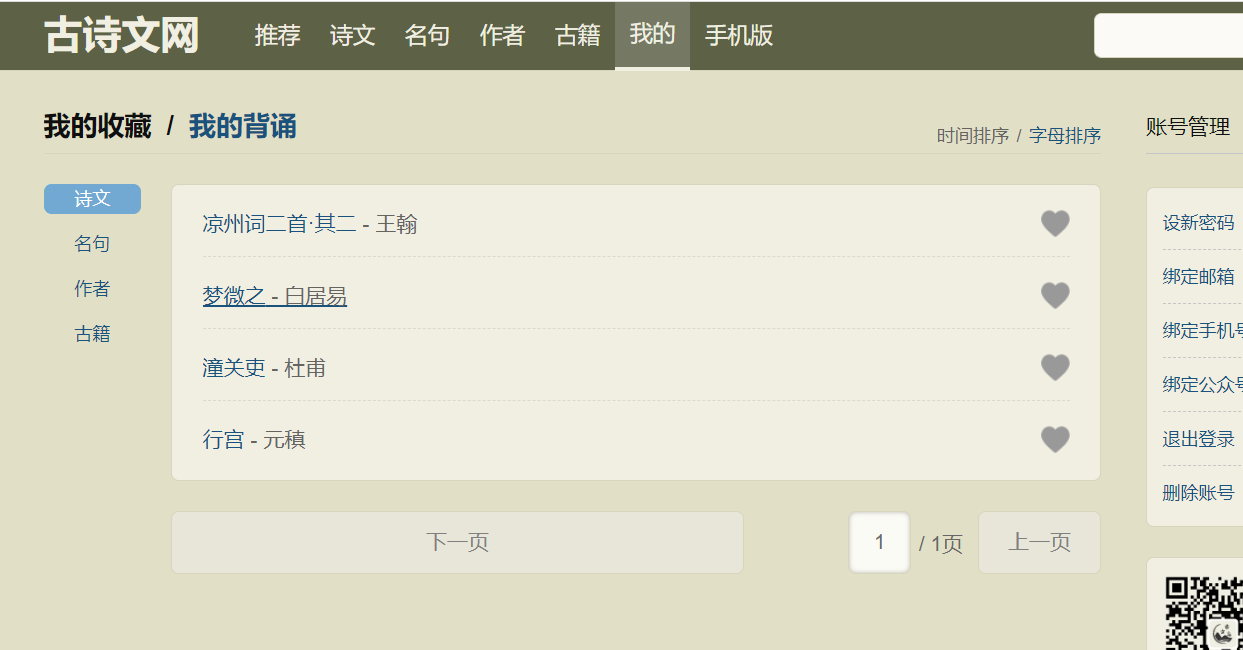 古诗文网 推荐 诗文 名句 作者 古籍 我的 手机版
我的收藏 / 我的背诵
时间排序 / 字母排序
诗文
名句
作者
古籍
凉州词二首·其二 - 王翰
梦微之 - 白居易
潼关吏 - 杜甫
行宫 - 元稹
下一页 1 / 1页 上一页
账号管理
设新密码
绑定邮箱
绑定手机号
绑定公众号
退出登录
删除账号